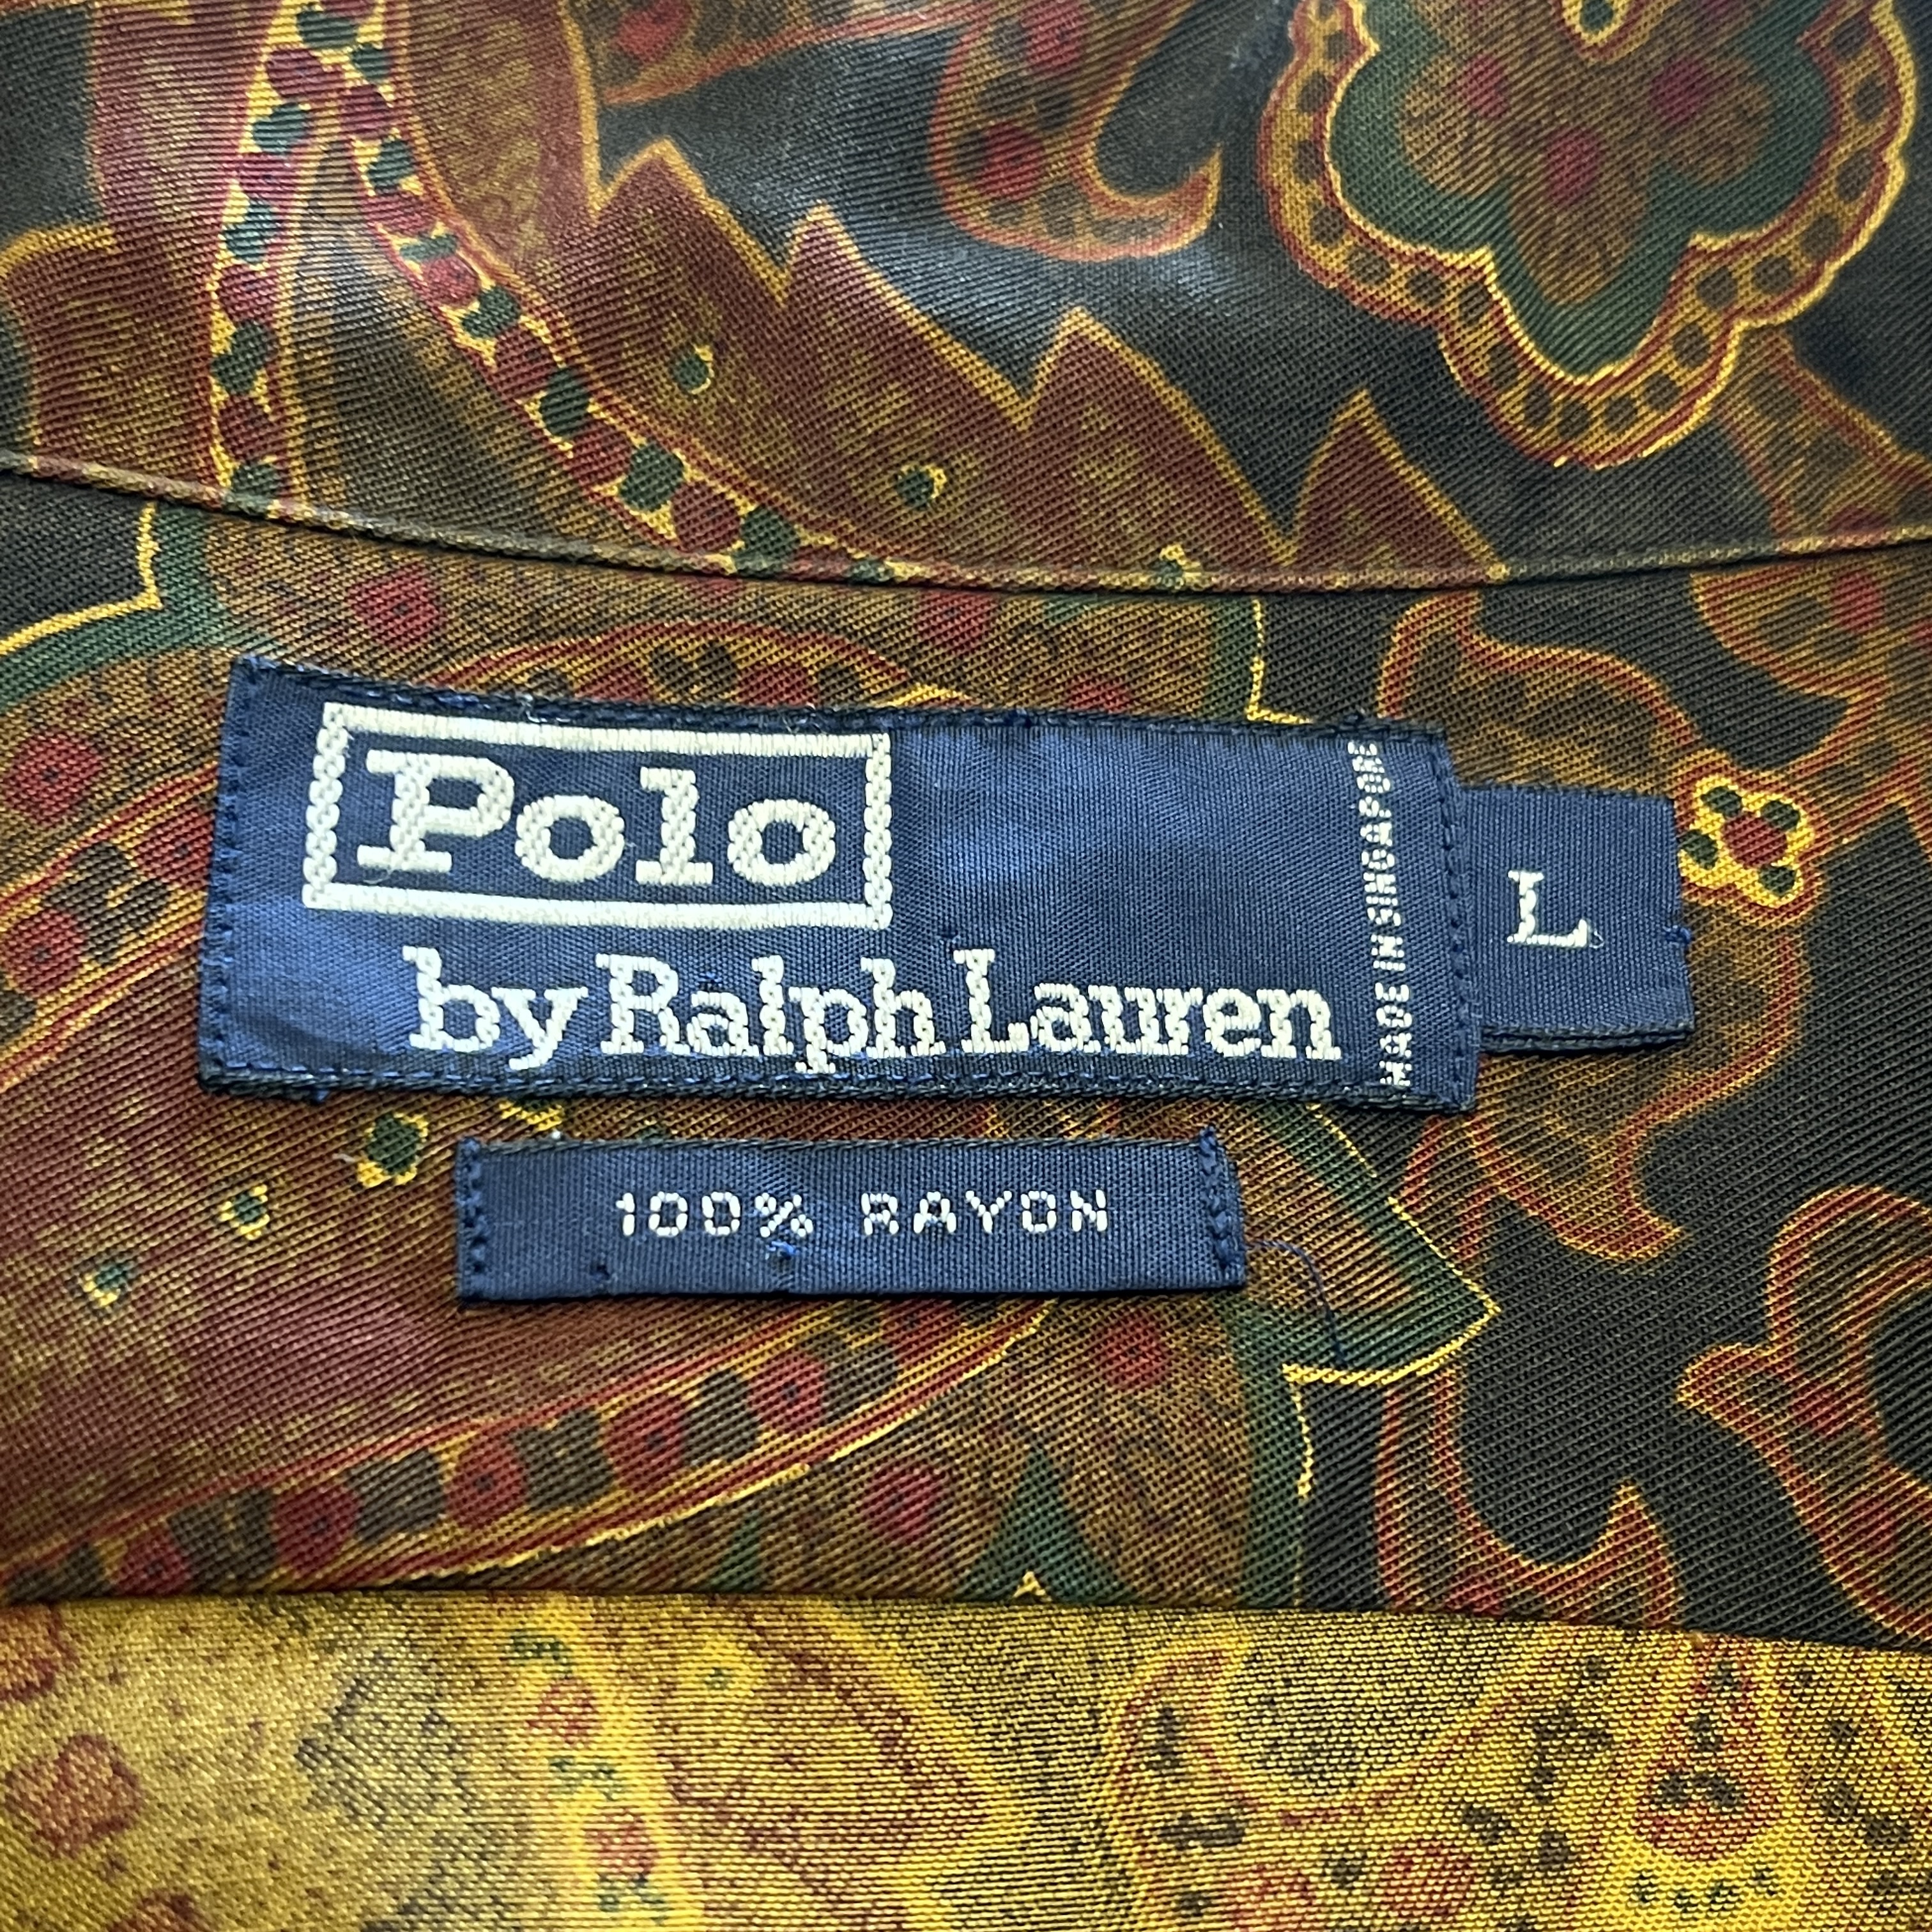 Polo
by Ralph Lauren
MADE IN SINGAPORE
L
100% RAYON